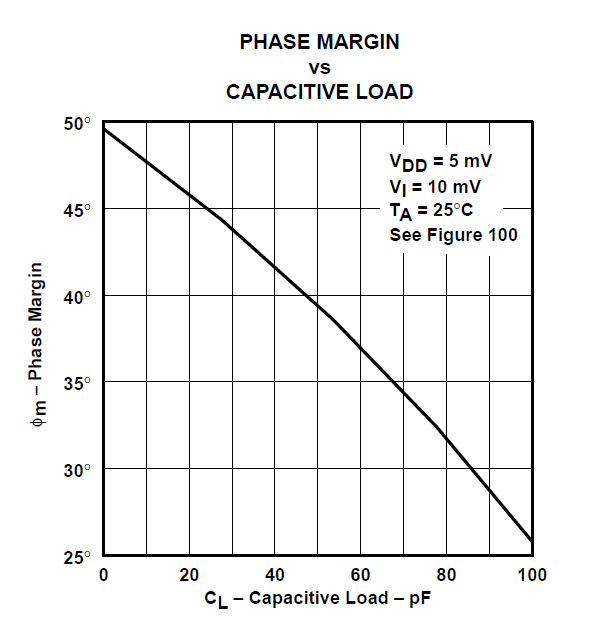 PHASE MARGIN
vs
CAPACITIVE LOAD
50°
45°
40°
35°
30°
25°
ϕm – Phase Margin
VDD = 5 mV
VI = 10 mV
TA = 25°C
See Figure 100
0 20 40 60 80 100
CL – Capacitive Load – pF